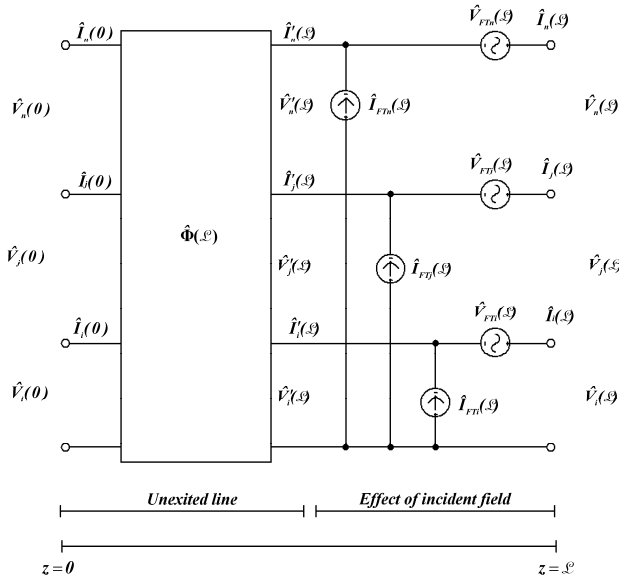 V̂_FTn(ℒ)
Î_n(0) Î'_n(ℒ) Î_n(ℒ)
V̂_n(0) V̂'_n(ℒ) Î_FTn(ℒ) V̂_n(ℒ)
V̂_FTj(ℒ)
Î_j(0) Î'_j(ℒ) Î_j(ℒ)
Φ̂(ℒ)
V̂_j(0) V̂'_j(ℒ) Î_FTj(ℒ) V̂_j(ℒ)
V̂_FTi(ℒ)
Î_i(0) Î'_i(ℒ) Î_i(ℒ)
V̂_i(0) V̂'_i(ℒ) Î_FTi(ℒ) V̂_i(ℒ)
Unexited line Effect of incident field
z=0 z=ℒ